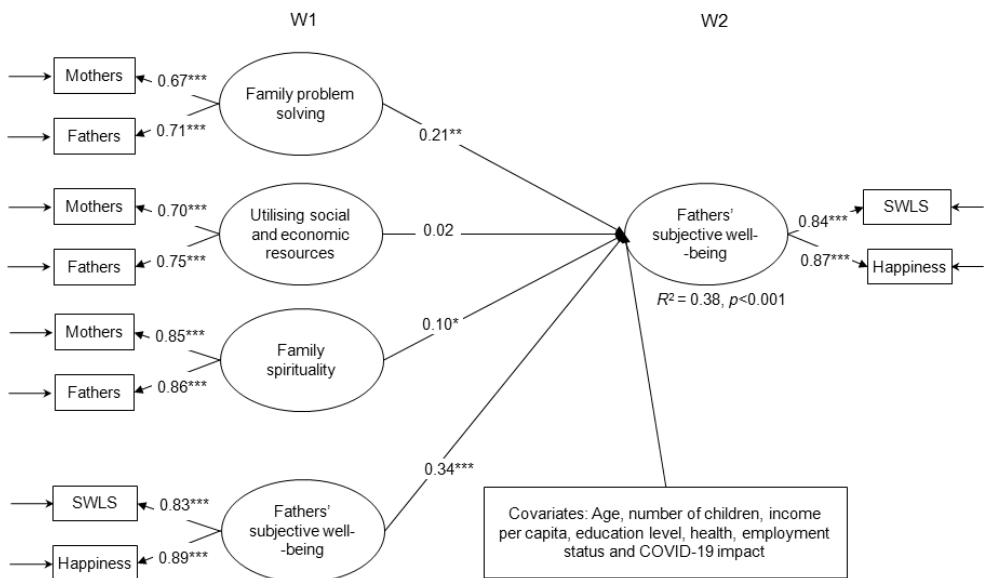 W1
W2
Mothers
0.67***
Fathers
0.71***
Family problem
solving
0.21**
Mothers
0.70***
Fathers
0.75***
Utilising social
and economic
resources
0.02
Mothers
0.85***
Fathers
0.86***
Family
spirituality
0.10*
SWLS
0.83***
Happiness
0.89***
Fathers'
subjective well-
-being
0.34***
Fathers'
subjective well-
-being
R² = 0.38, p<0.001
0.84***
SWLS
0.87***
Happiness
Covariates: Age, number of children, income
per capita, education level, health, employment
status and COVID-19 impact